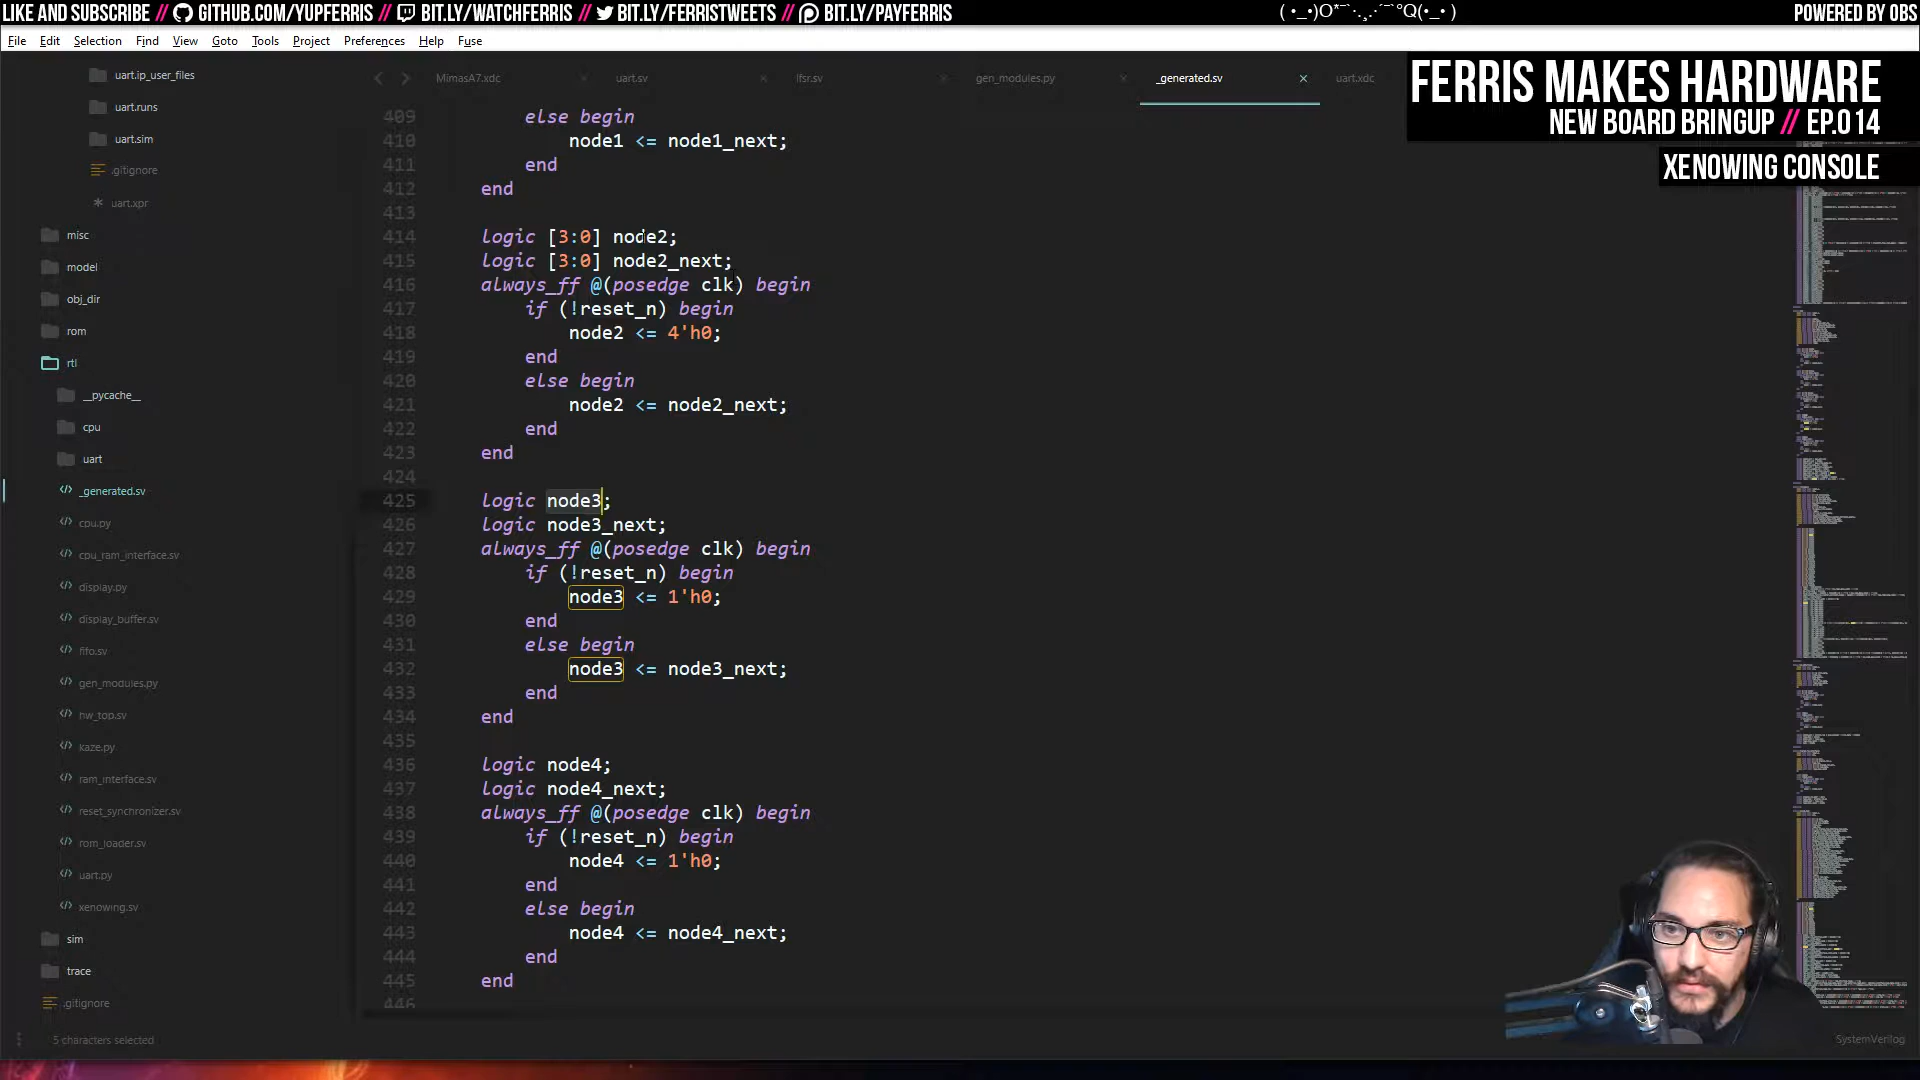 LIKE AND SUBSCRIBE // GITHUB.COM/YUPFERRIS // BIT.LY/WATCHFERRIS // BIT.LY/FERRISTWEETS // BIT.LY/PAYFERRIS
( •_•)O*¯`·.¸.·´¯`°Q(•_• )
POWERED BY OBS
File Edit Selection Find View Goto Tools Project Preferences Help Fuse
FERRIS MAKES HARDWARE
NEW BOARD BRINGUP // EP.014
XENOWING CONSOLE
MimasA7.xdc × uart.sv × lfsr.sv × gen_modules.py × _generated.sv × uart.xdc
uart.ip_user_files
uart.runs
uart.sim
.gitignore
uart.xpr
misc
model
obj_dir
rom
rtl
__pycache__
cpu
uart
_generated.sv
cpu.py
cpu_ram_interface.sv
display.py
display_buffer.sv
fifo.sv
gen_modules.py
hw_top.sv
kaze.py
ram_interface.sv
reset_synchronizer.sv
rom_loader.sv
uart.py
xenowing.sv
sim
trace
.gitignore
409 else begin
410 node1 <= node1_next;
411 end
412 end
413
414 logic [3:0] node2;
415 logic [3:0] node2_next;
416 always_ff @(posedge clk) begin
417 if (!reset_n) begin
418 node2 <= 4'h0;
419 end
420 else begin
421 node2 <= node2_next;
422 end
423 end
424
425 logic node3;
426 logic node3_next;
427 always_ff @(posedge clk) begin
428 if (!reset_n) begin
429 node3 <= 1'h0;
430 end
431 else begin
432 node3 <= node3_next;
433 end
434 end
435
436 logic node4;
437 logic node4_next;
438 always_ff @(posedge clk) begin
439 if (!reset_n) begin
440 node4 <= 1'h0;
441 end
442 else begin
443 node4 <= node4_next;
444 end
445 end
446
5 characters selected
SystemVerilog